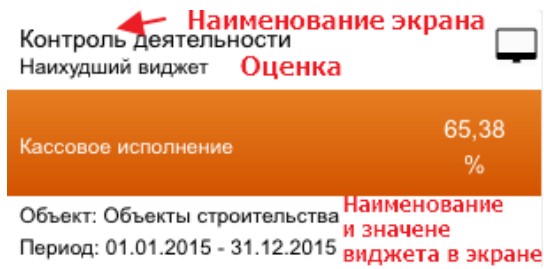 Наименование экрана
Контроль деятельности
Наихудший виджет Оценка
Кассовое исполнение 65,38
%
Объект: Объекты строительства
Период: 01.01.2015 - 31.12.2015
Наименование
и значене
виджета в экране